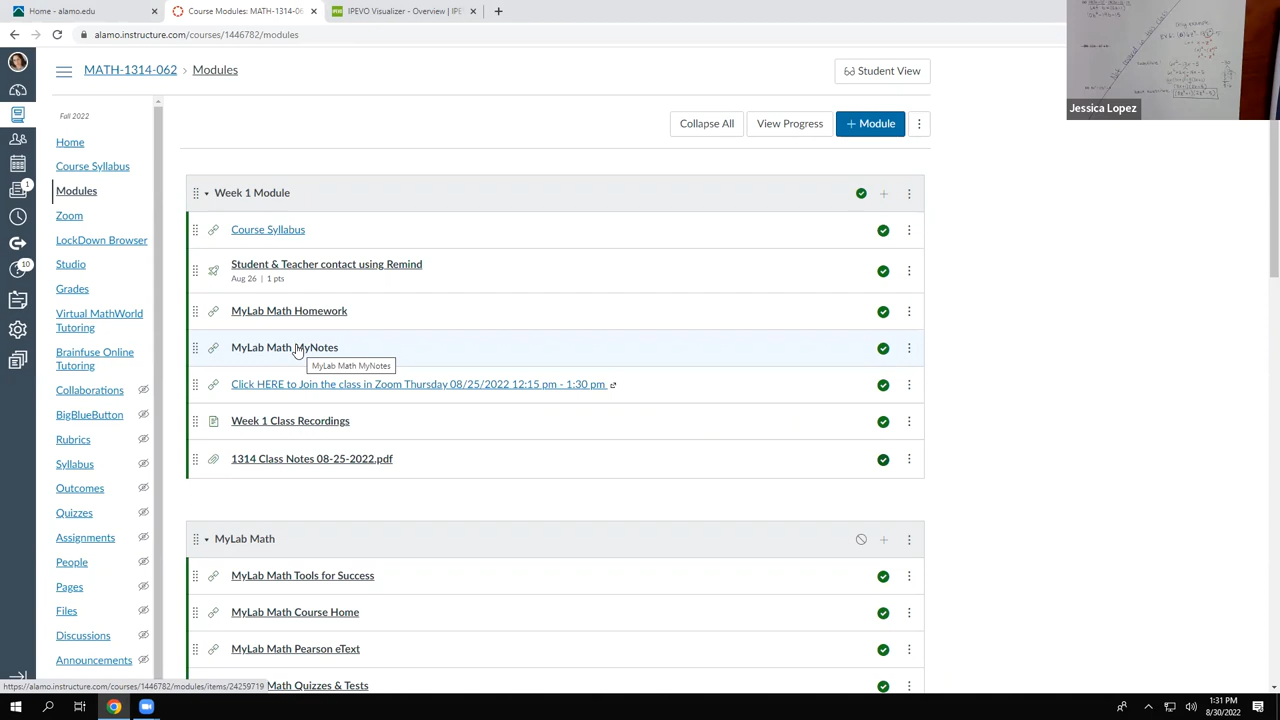 Home -
Course Modules: MATH-1314-06
IPEVO Visualizer - Overview | IPE
alamo.instructure.com/courses/1446782/modules
MATH-1314-062 > Modules
Student View
Fall 2022
Collapse All
View Progress
+ Module
Home
Course Syllabus
Modules
Zoom
LockDown Browser
Studio
Grades
Virtual MathWorld
Tutoring
Brainfuse Online
Tutoring
Collaborations
BigBlueButton
Rubrics
Syllabus
Outcomes
Quizzes
Assignments
People
Pages
Files
Discussions
Announcements
1
10
Week 1 Module
Course Syllabus
Student & Teacher contact using Remind
Aug 26 | 1 pts
MyLab Math Homework
MyLab Math MyNotes
MyLab Math MyNotes
Click HERE to Join the class in Zoom Thursday 08/25/2022 12:15 pm - 1:30 pm
Week 1 Class Recordings
1314 Class Notes 08-25-2022.pdf
MyLab Math
MyLab Math Tools for Success
MyLab Math Course Home
MyLab Math Pearson eText
Math Quizzes & Tests
Jessica Lopez
https://alamo.instructure.com/courses/1446782/modules/items/24259719
1:31 PM
8/30/2022